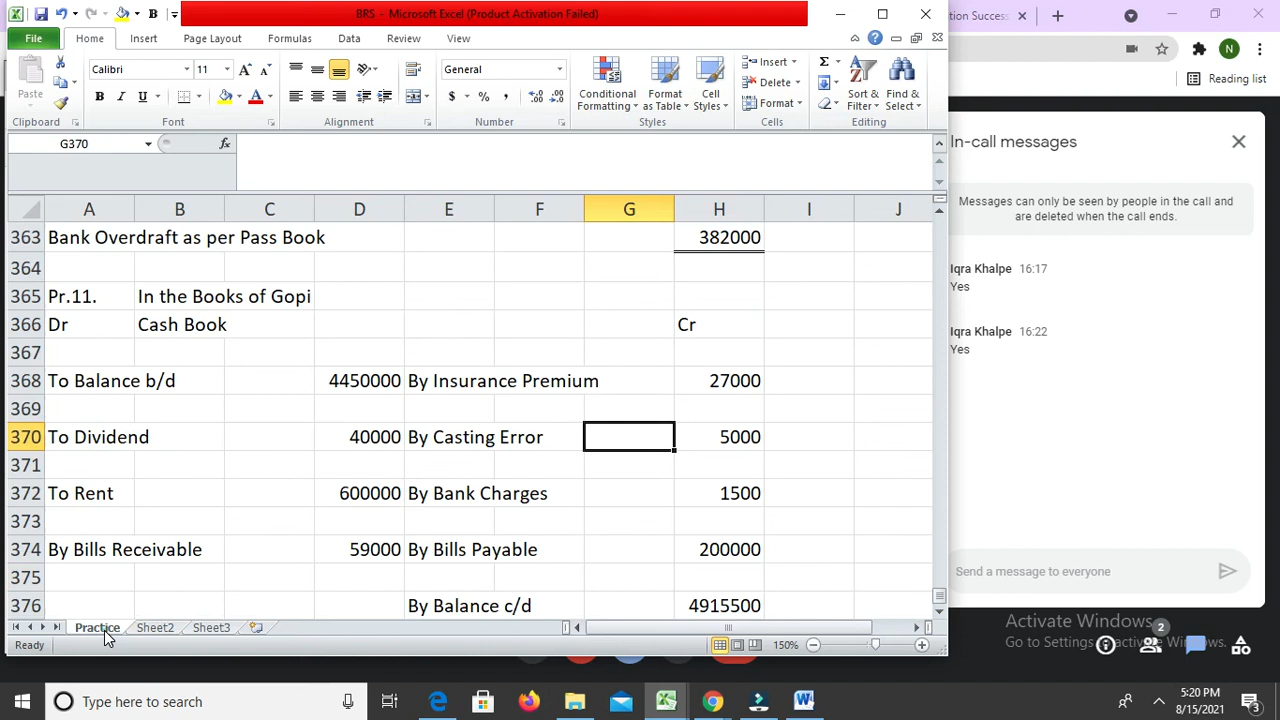 BRS - Microsoft Excel (Product Activation Failed)
tion Success
File Home Insert Page Layout Formulas Data Review View
N
Reading list
Paste
Calibri 11
General
Conditional Formatting
Format as Table
Cell Styles
Insert
Delete
Format
Sort & Filter
Find & Select
Clipboard Font Alignment Number Styles Cells Editing
G370
fx
A B C D E F G H I J
363 Bank Overdraft as per Pass Book 382000
364
365 Pr.11. In the Books of Gopi
366 Dr Cash Book Cr
367
368 To Balance b/d 4450000 By Insurance Premium 27000
369
370 To Dividend 40000 By Casting Error 5000
371
372 To Rent 600000 By Bank Charges 1500
373
374 By Bills Receivable 59000 By Bills Payable 200000
375
376 By Balance c/d 4915500
Practice Sheet2 Sheet3
Ready 150%
In-call messages
Messages can only be seen by people in the call and
are deleted when the call ends.
Iqra Khalpe 16:17
Yes
Iqra Khalpe 16:22
Yes
Send a message to everyone
Activate Windows
Go to Settings to activate Windows.
2
Type here to search
5:20 PM
8/15/2021
3